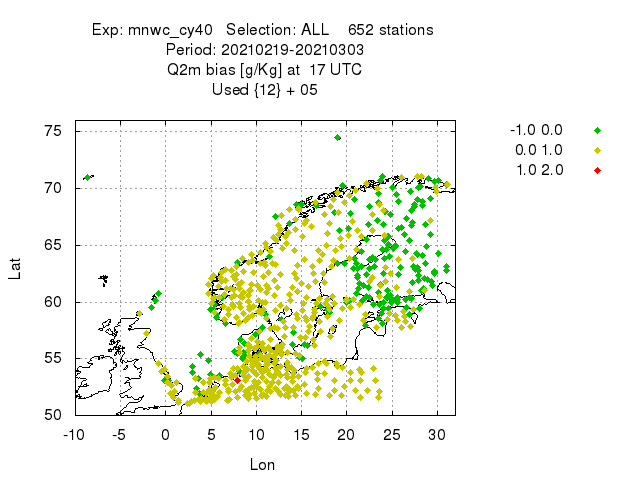 Exp: mnwc_cy40   Selection: ALL    652 stations
Period: 20210219-20210303
Q2m bias [g/Kg] at  17 UTC
Used {12} + 05
-1.0 0.0
0.0 1.0
1.0 2.0
75
70
65
60
55
50
Lat
-10 -5 0 5 10 15 20 25 30
Lon